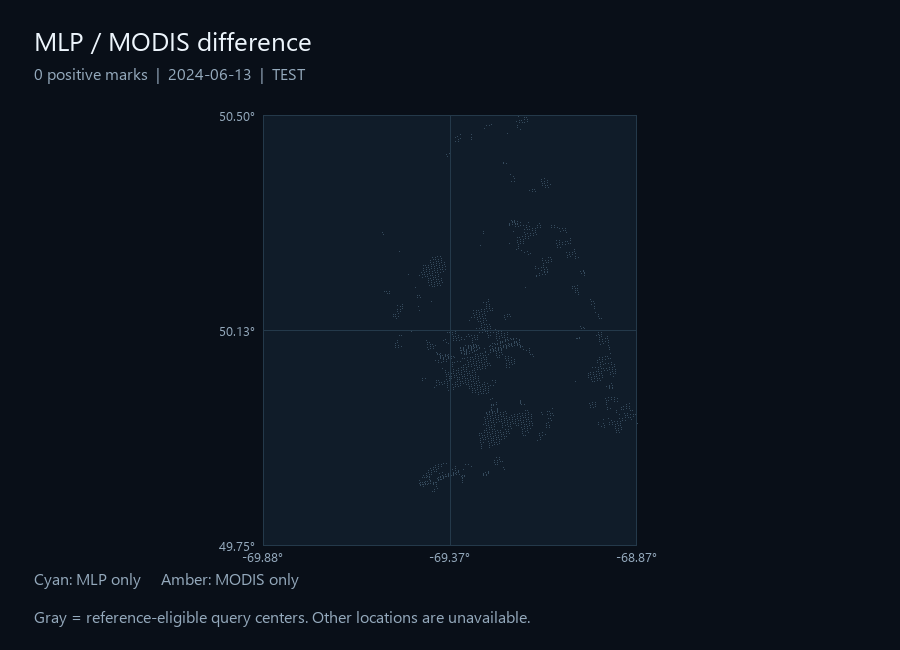 MLP / MODIS difference
0 positive marks | 2024-06-13 | TEST
50.50°
50.13°
49.75°
-69.88° -69.37° -68.87°
Cyan: MLP only Amber: MODIS only
Gray = reference-eligible query centers. Other locations are unavailable.